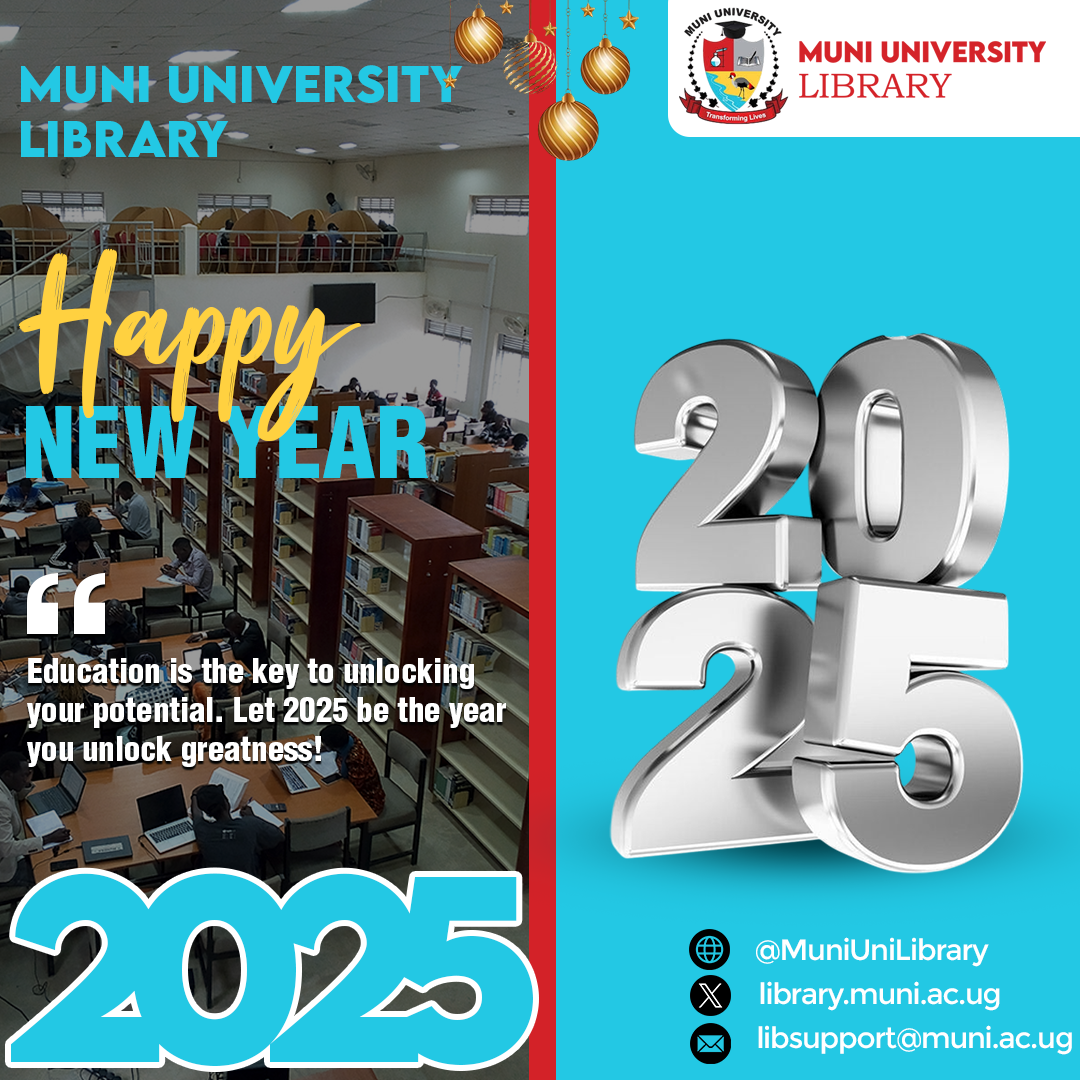 MUNI UNIVERSITY
LIBRARY
Happy
NEW YEAR
“
Education is the key to unlocking
your potential. Let 2025 be the year
you unlock greatness!
2025
MUNI UNIVERSITY
Transforming Lives
MUNI UNIVERSITY
LIBRARY
20
25
@MuniUniLibrary
library.muni.ac.ug
libsupport@muni.ac.ug